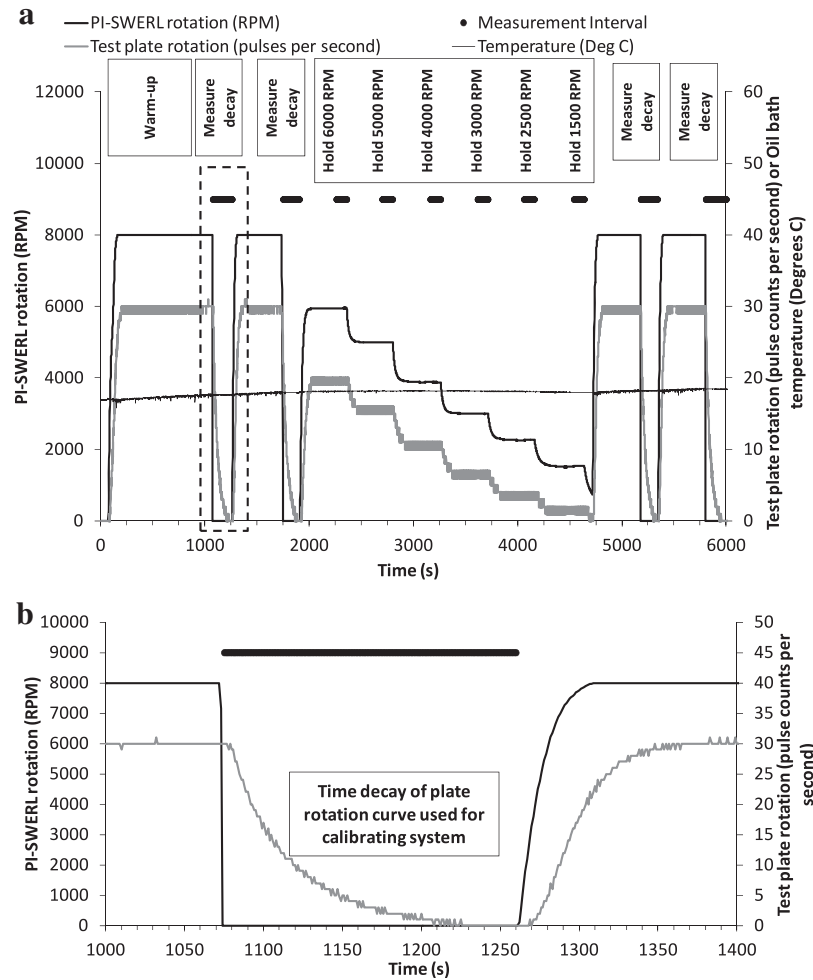 a
PI-SWERL rotation (RPM)
Measurement Interval
Test plate rotation (pulses per second)
Temperature (Deg C)
Warm-up
Measure decay
Measure decay
Hold 6000 RPM
Hold 5000 RPM
Hold 4000 RPM
Hold 3000 RPM
Hold 2500 RPM
Hold 1500 RPM
Measure decay
Measure decay
PI-SWERL rotation (RPM)
12000
10000
8000
6000
4000
2000
0
60
50
40
30
20
10
0
Test plate rotation (pulse counts per second) or Oil bath
temperature (Degrees C)
0 1000 2000 3000 4000 5000 6000
Time (s)
b
PI-SWERL rotation (RPM)
10000
9000
8000
7000
6000
5000
4000
3000
2000
1000
0
Time decay of plate
rotation curve used for
calibrating system
50
45
40
35
30
25
20
15
10
5
0
Test plate rotation (pulse counts per
second)
1000 1050 1100 1150 1200 1250 1300 1350 1400
Time (s)